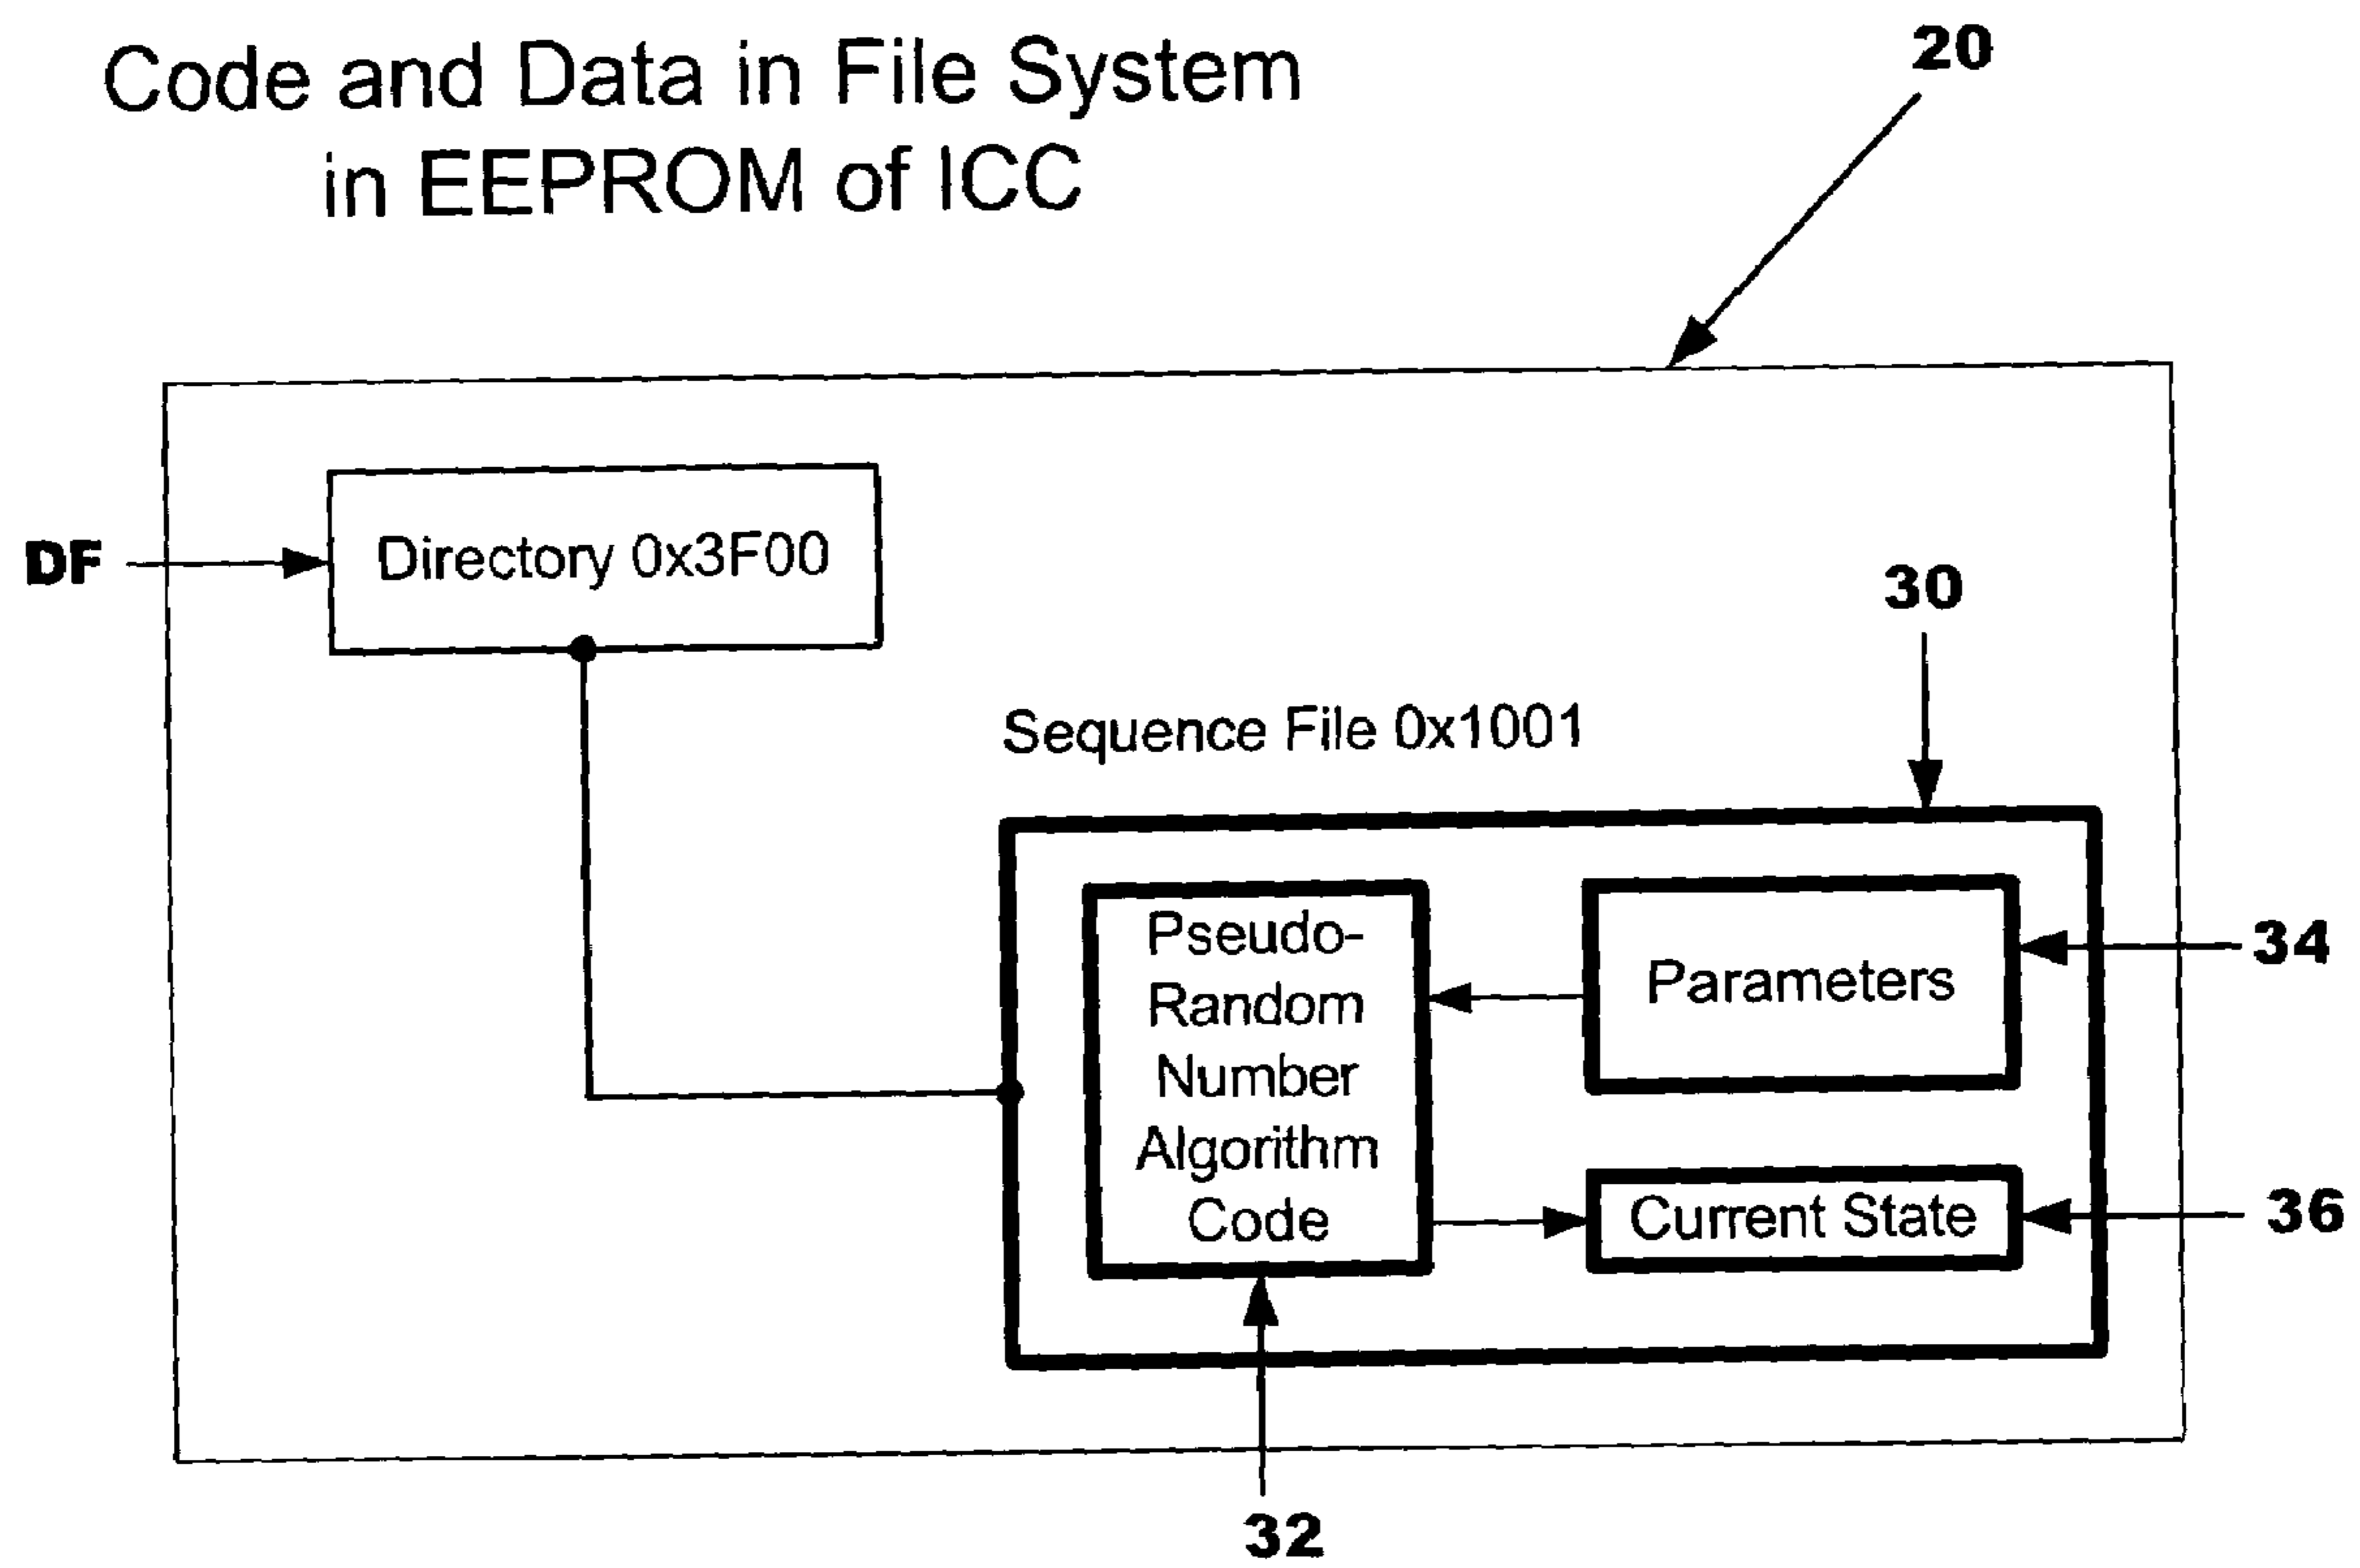 Code and Data in File System
in EEPROM of ICC
20
DF
Directory 0x3F00
30
Sequence File 0x1001
Pseudo-
Random
Number
Algorithm
Code
Parameters
34
Current State
36
32